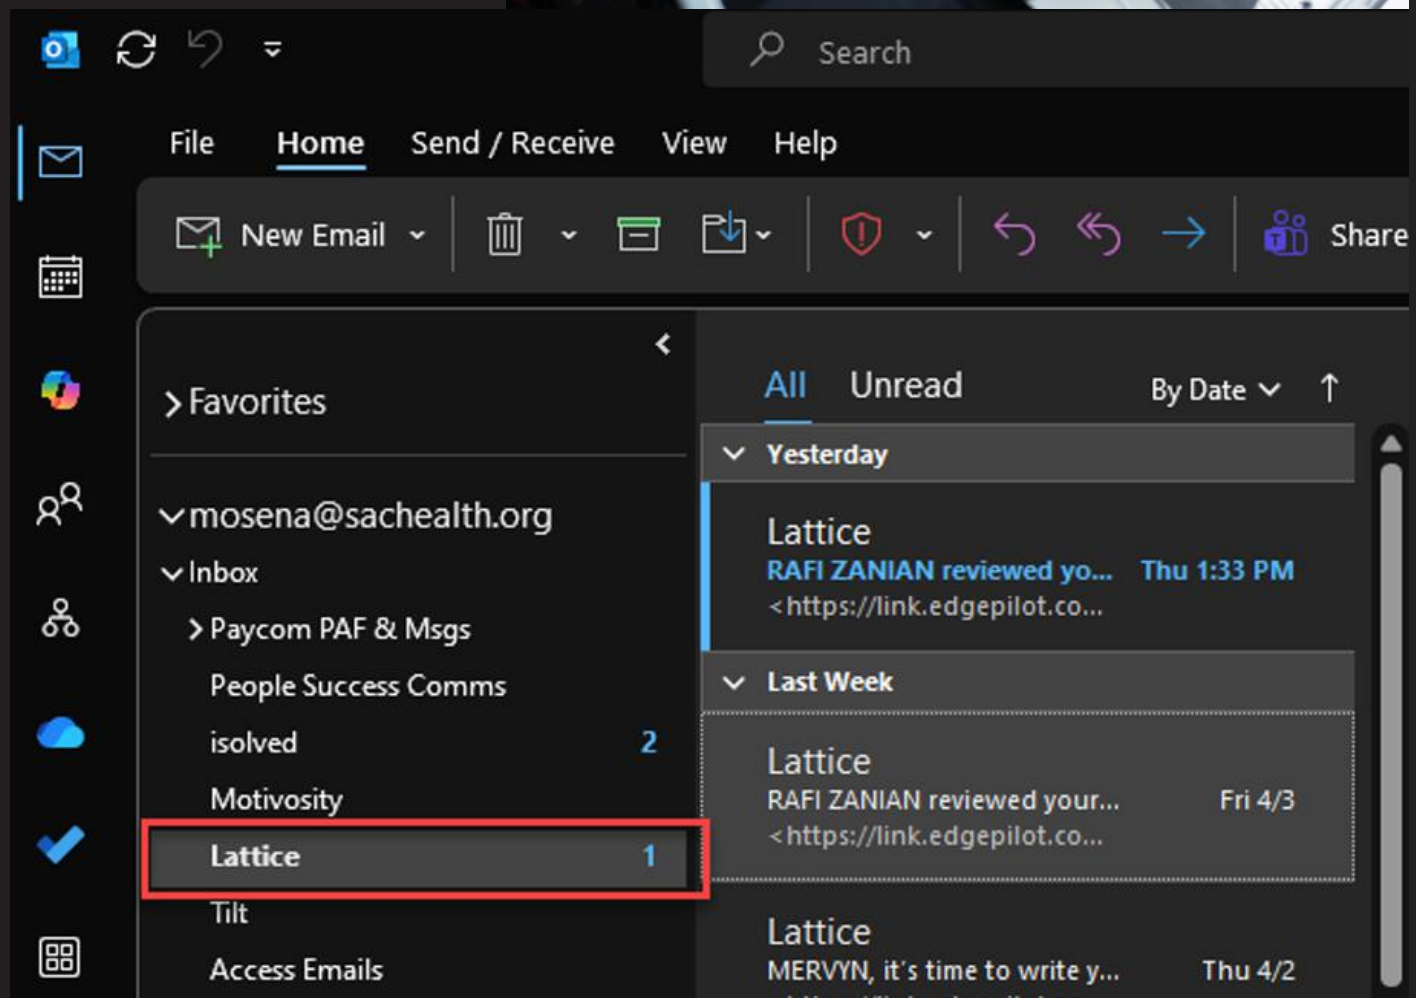 Search
File Home Send / Receive View Help
New Email
Share
Favorites
mosena@sachealth.org
Inbox
Paycom PAF & Msgs
People Success Comms
isolved 2
Motivosity
Lattice 1
Tilt
Access Emails
All Unread By Date
Yesterday
Lattice
RAFI ZANIAN reviewed yo... Thu 1:33 PM
<https://link.edgepilot.co...
Last Week
Lattice
RAFI ZANIAN reviewed your... Fri 4/3
<https://link.edgepilot.co...
Lattice
MERVYN, it's time to write y... Thu 4/2